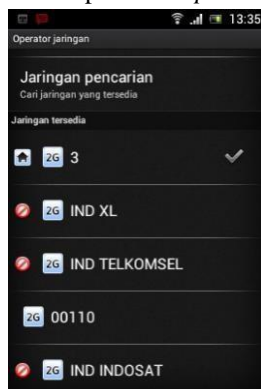 13:35
Operator jaringan
Jaringan pencarian
Cari jaringan yang tersedia
Jaringan tersedia
2G 3
2G IND XL
2G IND TELKOMSEL
2G 00110
2G IND INDOSAT